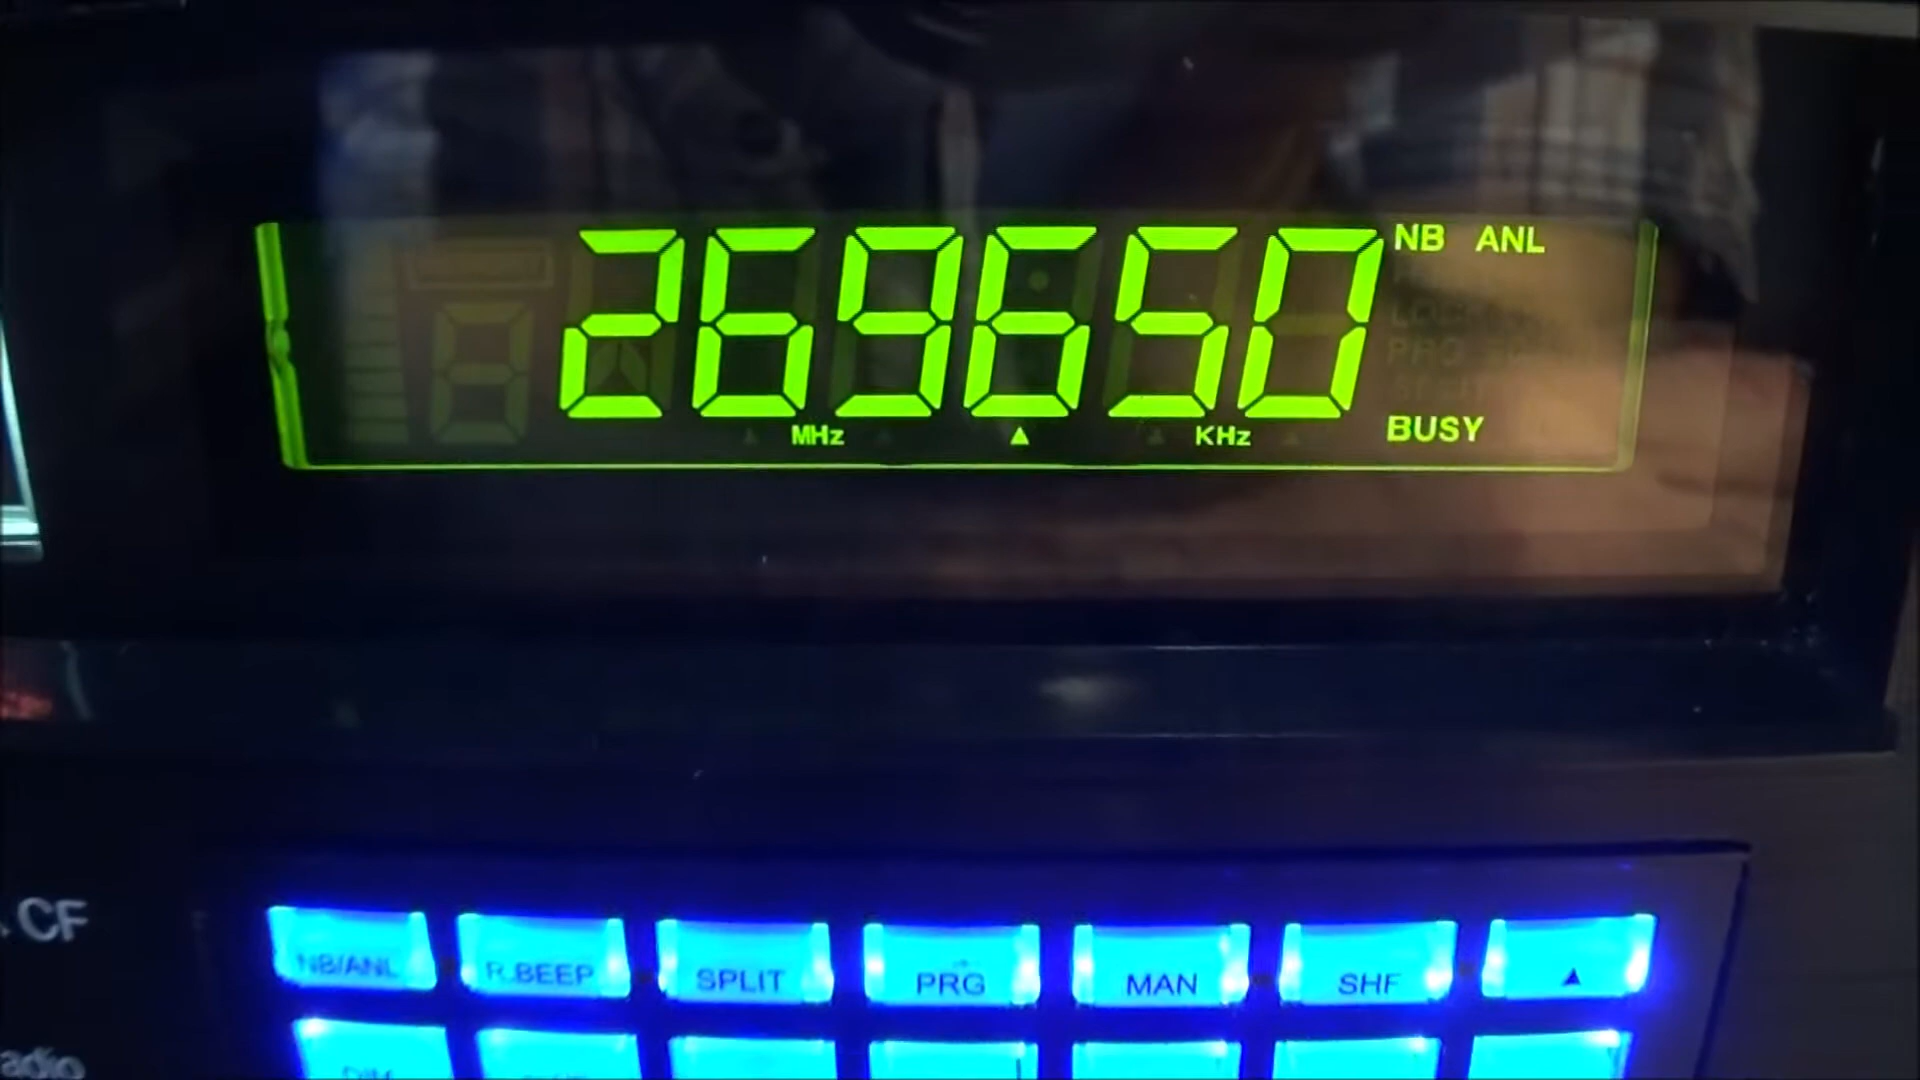 269650
NB ANL
MHz ▲ KHz
BUSY
CF
NB/ANL R.BEEP SPLIT PRG MAN SHF ▲